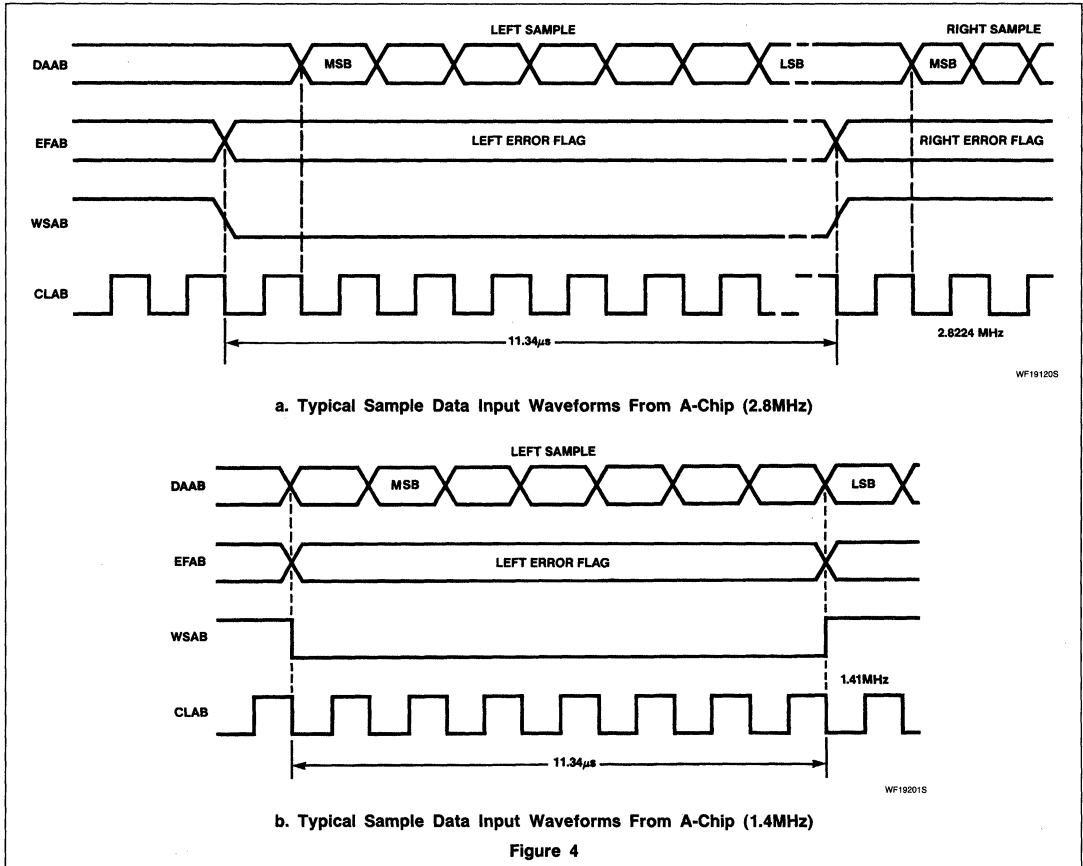 LEFT SAMPLE
RIGHT SAMPLE
DAAB
MSB
LSB
MSB
EFAB
LEFT ERROR FLAG
RIGHT ERROR FLAG
WSAB
CLAB
2.8224 MHz
11.34μs
WF19120S
a. Typical Sample Data Input Waveforms From A-Chip (2.8MHz)
LEFT SAMPLE
DAAB
MSB
LSB
EFAB
LEFT ERROR FLAG
WSAB
1.41MHz
CLAB
11.34μs
WF19201S
b. Typical Sample Data Input Waveforms From A-Chip (1.4MHz)
Figure 4